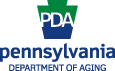 PDA
pennsylvania
DEPARTMENT OF AGING